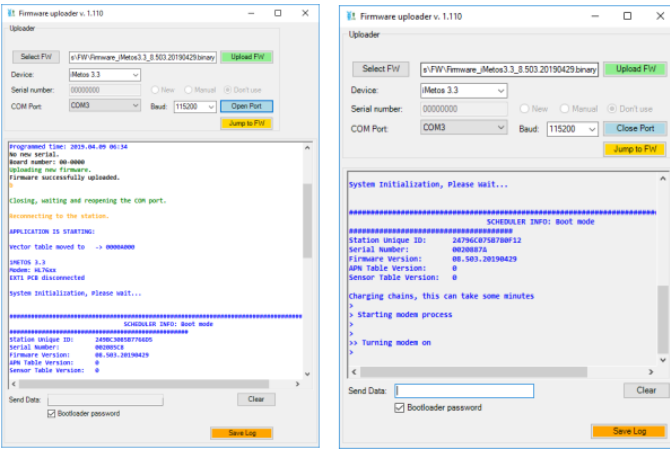 Firmware uploader v. 1.110
Uploader
Select FW
s\FW\Firmware_iMetos3.3_8.503.20190429.binary
Upload FW
Device:
iMetos 3.3
Serial number:
00000000
New
Manual
Don't use
COM Port:
COM3
Baud:
115200
Open Port
Jump to FW
Programmed time: 2019.04.09 06:34
No new serial.
Board number: 00-0000
Uploading new firmware.
Firmware successfully uploaded.
Closing, waiting and reopening the COM port.
Reconnecting to the station.
APPLICATION IS STARTING:
Vector table moved to -> 0000A000
iMETOS 3.3
Modem: HL76xx
EXT1 PCB disconnected
System Initialization, Please wait...
################################################################
SCHEDULER INFO: Boot mode
########################################
Station Unique ID:
Serial Number:
Firmware Version: 08.503.20190429
APN Table Version: 0
Sensor Table Version: 0
Send Data:
Clear
Bootloader password
Save Log
Firmware uploader v. 1.110
Uploader
Select FW
s\FW\Firmware_iMetos3.3_8.503.20190429.binary
Upload FW
Device:
iMetos 3.3
Serial number:
00000000
New
Manual
Don't use
COM Port:
COM3
Baud:
115200
Close Port
Jump to FW
System Initialization, Please wait...
################################################################
SCHEDULER INFO: Boot mode
########################################
Station Unique ID: 24796C075B780F12
Serial Number: 0020887A
Firmware Version: 08.503.20190429
APN Table Version: 0
Sensor Table Version: 0
Charging chains, this can take some minutes
>
> Starting modem process
>
>
>> Turning modem on
>
Send Data:
Clear
Bootloader password
Save Log